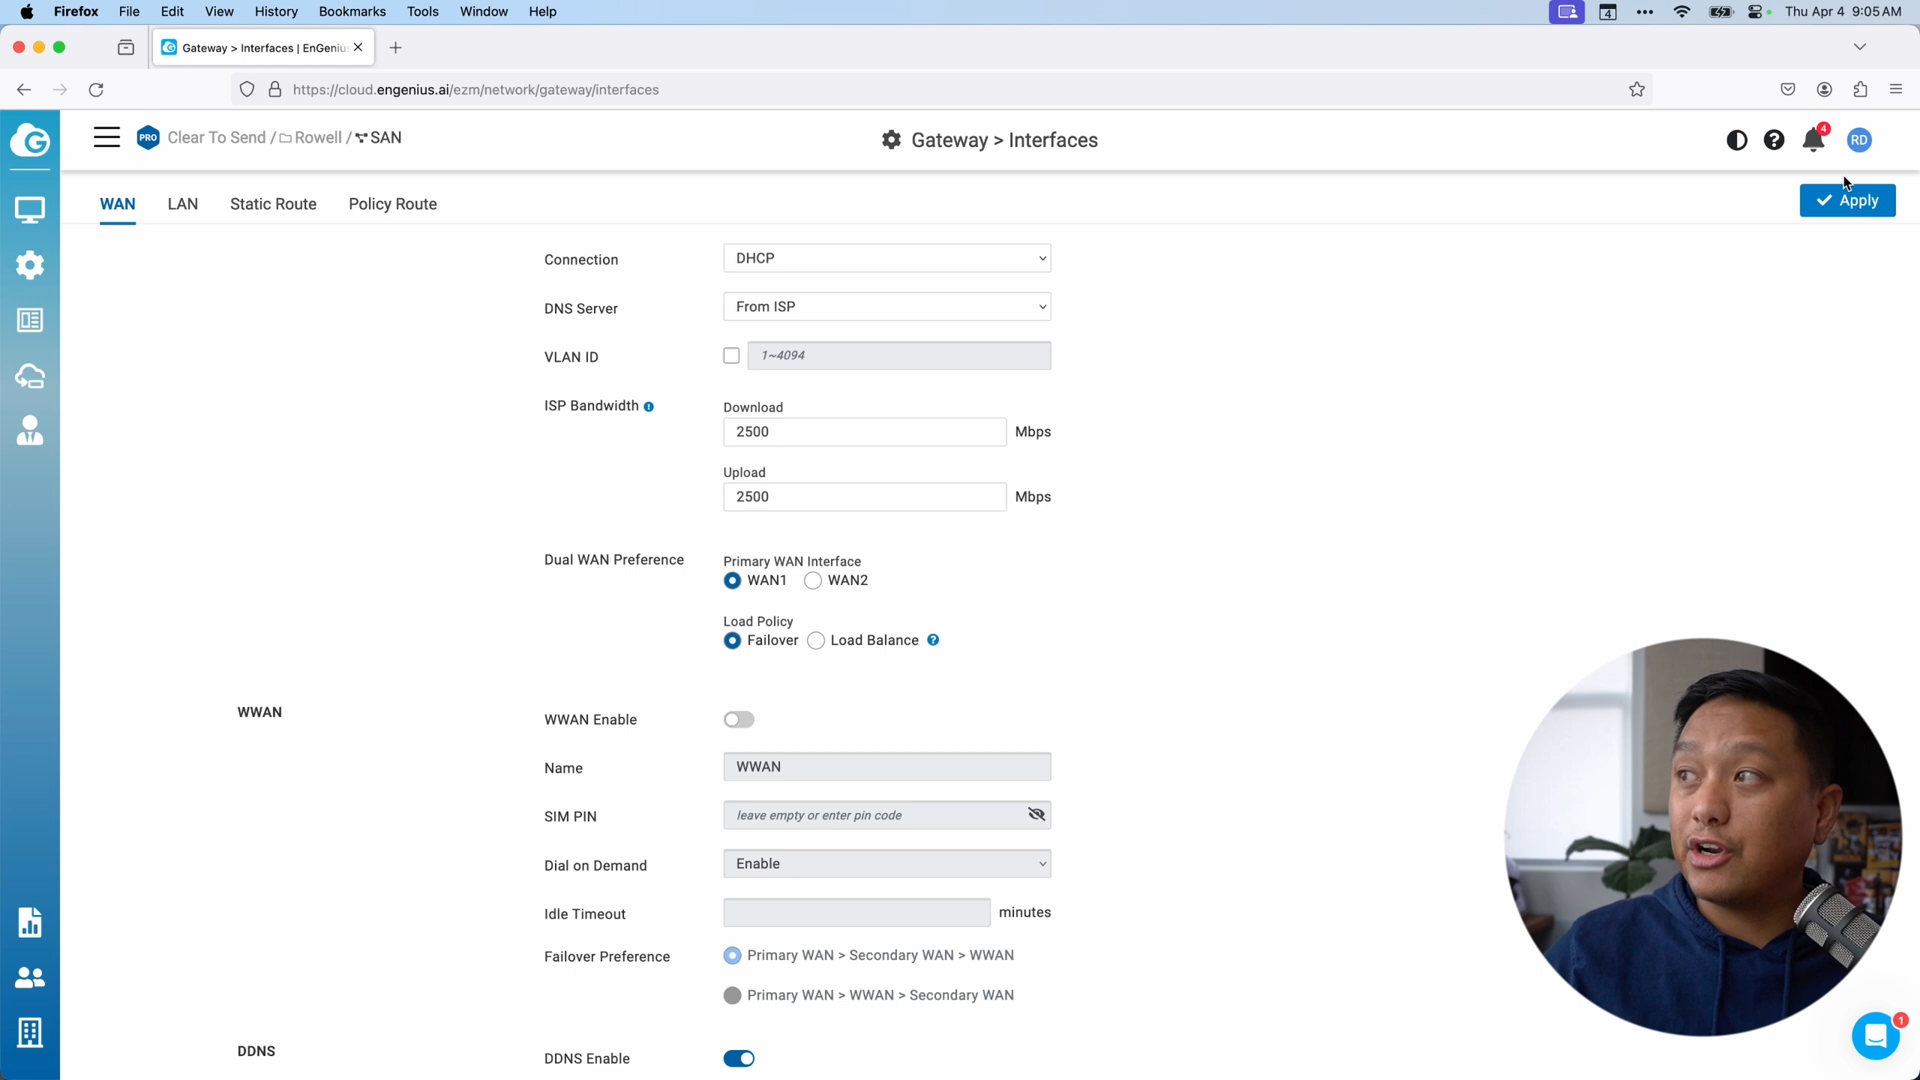 Firefox File Edit View History Bookmarks Tools Window Help 4 Thu Apr 4 9:05 AM
Gateway > Interfaces | EnGenius
https://cloud.engenius.ai/ezm/network/gateway/interfaces
PRO Clear To Send / Rowell / SAN Gateway > Interfaces 4 RD
WAN LAN Static Route Policy Route Apply
Connection DHCP
DNS Server From ISP
VLAN ID 1~4094
ISP Bandwidth Download
2500 Mbps
Upload
2500 Mbps
Dual WAN Preference Primary WAN Interface
WAN1 WAN2
Load Policy
Failover Load Balance
WWAN WWAN Enable
Name WWAN
SIM PIN leave empty or enter pin code
Dial on Demand Enable
Idle Timeout minutes
Failover Preference Primary WAN > Secondary WAN > WWAN
Primary WAN > WWAN > Secondary WAN
1
DDNS DDNS Enable